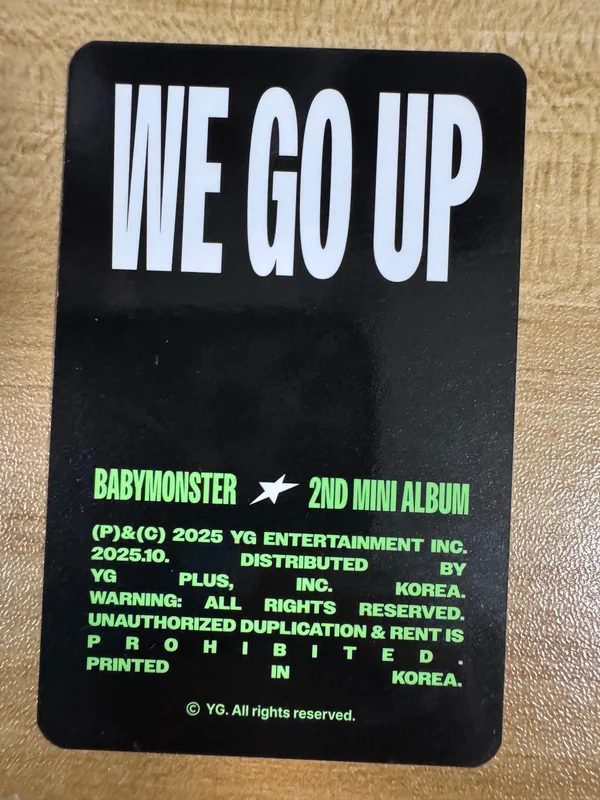 WE GO UP
BABYMONSTER 2ND MINI ALBUM
(P)&(C) 2025 YG ENTERTAINMENT INC.
2025.10. DISTRIBUTED BY
YG PLUS, INC. KOREA.
WARNING: ALL RIGHTS RESERVED.
UNAUTHORIZED DUPLICATION & RENT IS
PROHIBITED.
PRINTED IN KOREA.
© YG. All rights reserved.